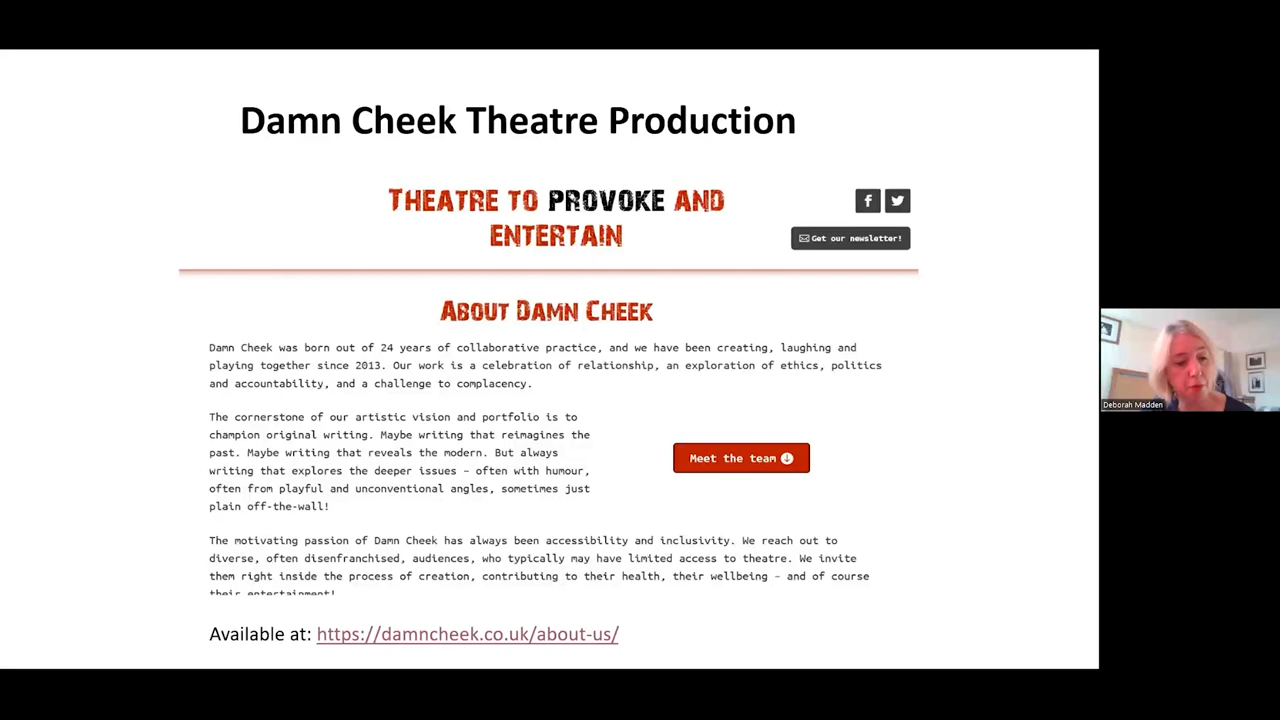 Damn Cheek Theatre Production
THEATRE TO PROVOKE AND
ENTERTAIN
f
Get our newsletter!
ABOUT DAMN CHEEK
Damn Cheek was born out of 24 years of collaborative practice, and we have been creating, laughing and
playing together since 2013. Our work is a celebration of relationship, an exploration of ethics, politics
and accountability, and a challenge to complacency.
The cornerstone of our artistic vision and portfolio is to
champion original writing. Maybe writing that reimagines the
past. Maybe writing that reveals the modern. But always
writing that explores the deeper issues – often with humour,
often from playful and unconventional angles, sometimes just
plain off-the-wall!
Meet the team
The motivating passion of Damn Cheek has always been accessibility and inclusivity. We reach out to
diverse, often disenfranchised, audiences, who typically may have limited access to theatre. We invite
them right inside the process of creation, contributing to their health, their wellbeing – and of course
their entertainment!
Available at: https://damncheek.co.uk/about-us/
Deborah Madden